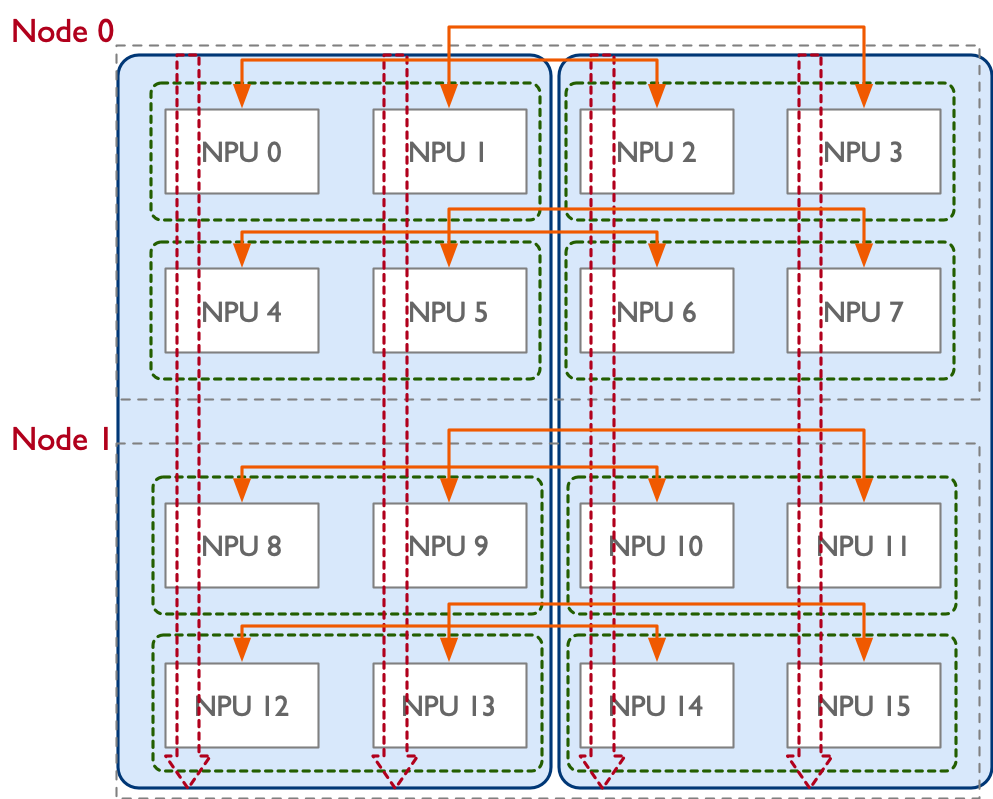 Node 0
NPU 0
NPU 1
NPU 2
NPU 3
NPU 4
NPU 5
NPU 6
NPU 7
Node 1
NPU 8
NPU 9
NPU 10
NPU 11
NPU 12
NPU 13
NPU 14
NPU 15